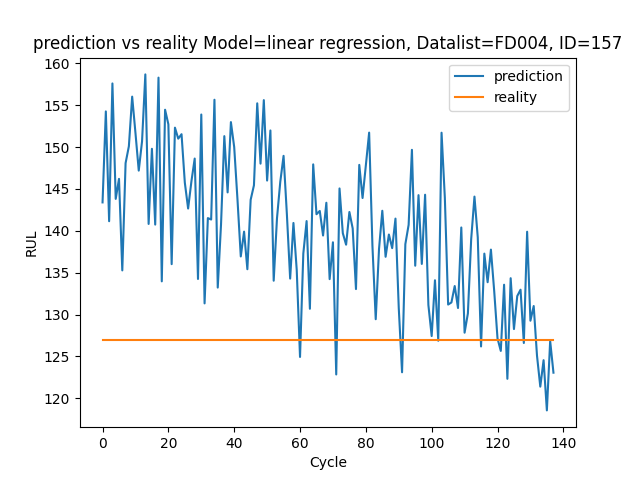 prediction vs reality Model=linear regression, Datalist=FD004, ID=157
prediction
reality
160
155
150
145
140
135
130
125
120
RUL
0 20 40 60 80 100 120 140
Cycle